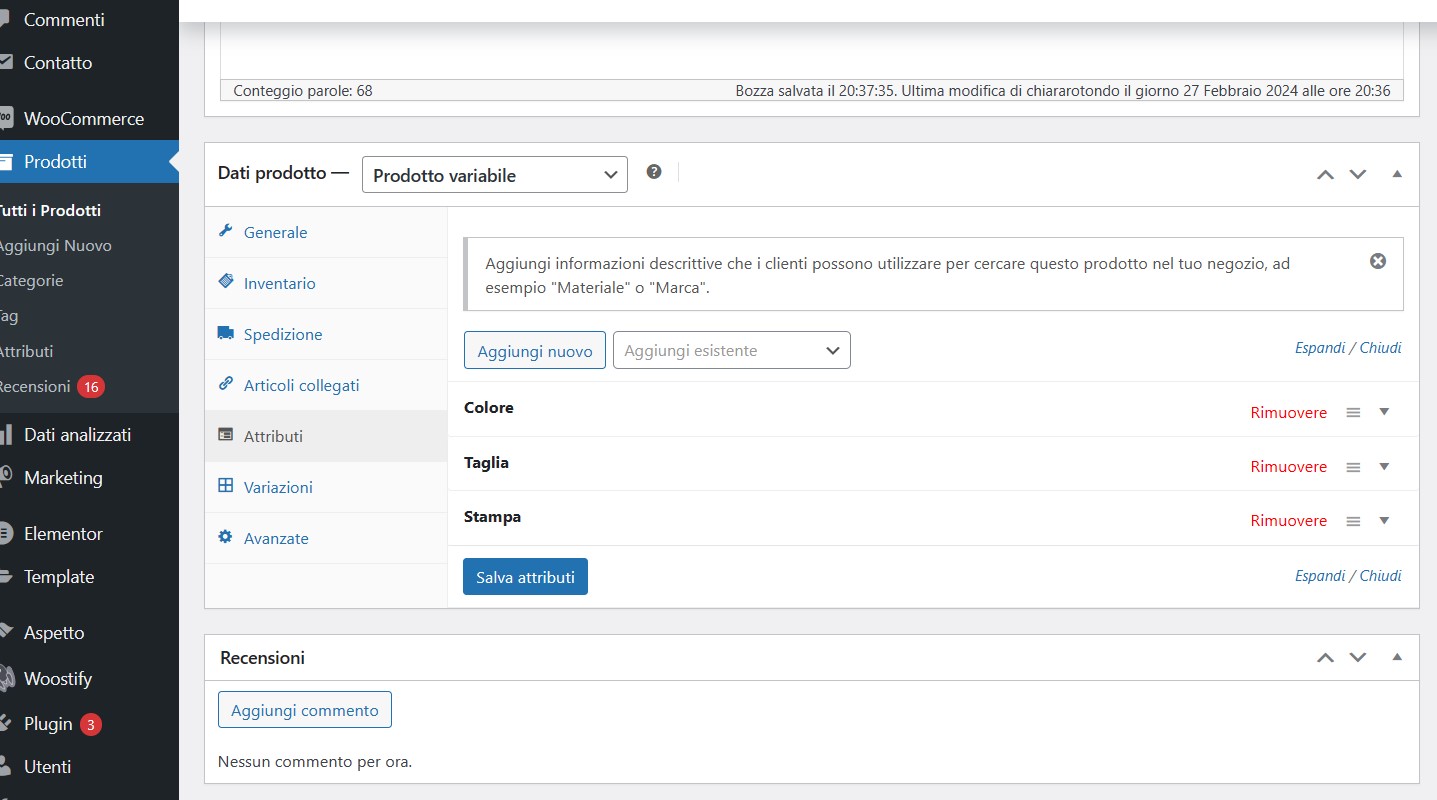 Commenti
Contatto
WooCommerce
Prodotti
Tutti i Prodotti
Aggiungi Nuovo
Categorie
Tag
Attributi
Recensioni 16
Dati analizzati
Marketing
Elementor
Template
Aspetto
Woostify
Plugin 3
Utenti
Conteggio parole: 68
Bozza salvata il 20:37:35. Ultima modifica di chiararotondo il giorno 27 Febbraio 2024 alle ore 20:36
Dati prodotto — Prodotto variabile ?
Generale
Inventario
Spedizione
Articoli collegati
Attributi
Variazioni
Avanzate
Aggiungi informazioni descrittive che i clienti possono utilizzare per cercare questo prodotto nel tuo negozio, ad
esempio "Materiale" o "Marca".
Aggiungi nuovo Aggiungi esistente Espandi / Chiudi
Colore Rimuovere
Taglia Rimuovere
Stampa Rimuovere
Salva attributi Espandi / Chiudi
Recensioni
Aggiungi commento
Nessun commento per ora.